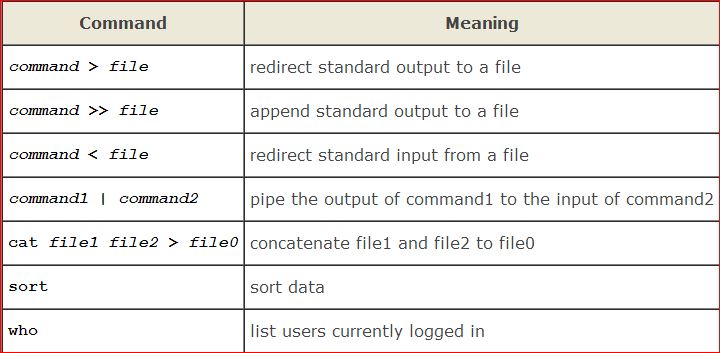 Command Meaning
command > file redirect standard output to a file
command >> file append standard output to a file
command < file redirect standard input from a file
command1 | command2 pipe the output of command1 to the input of command2
cat file1 file2 > file0 concatenate file1 and file2 to file0
sort sort data
who list users currently logged in